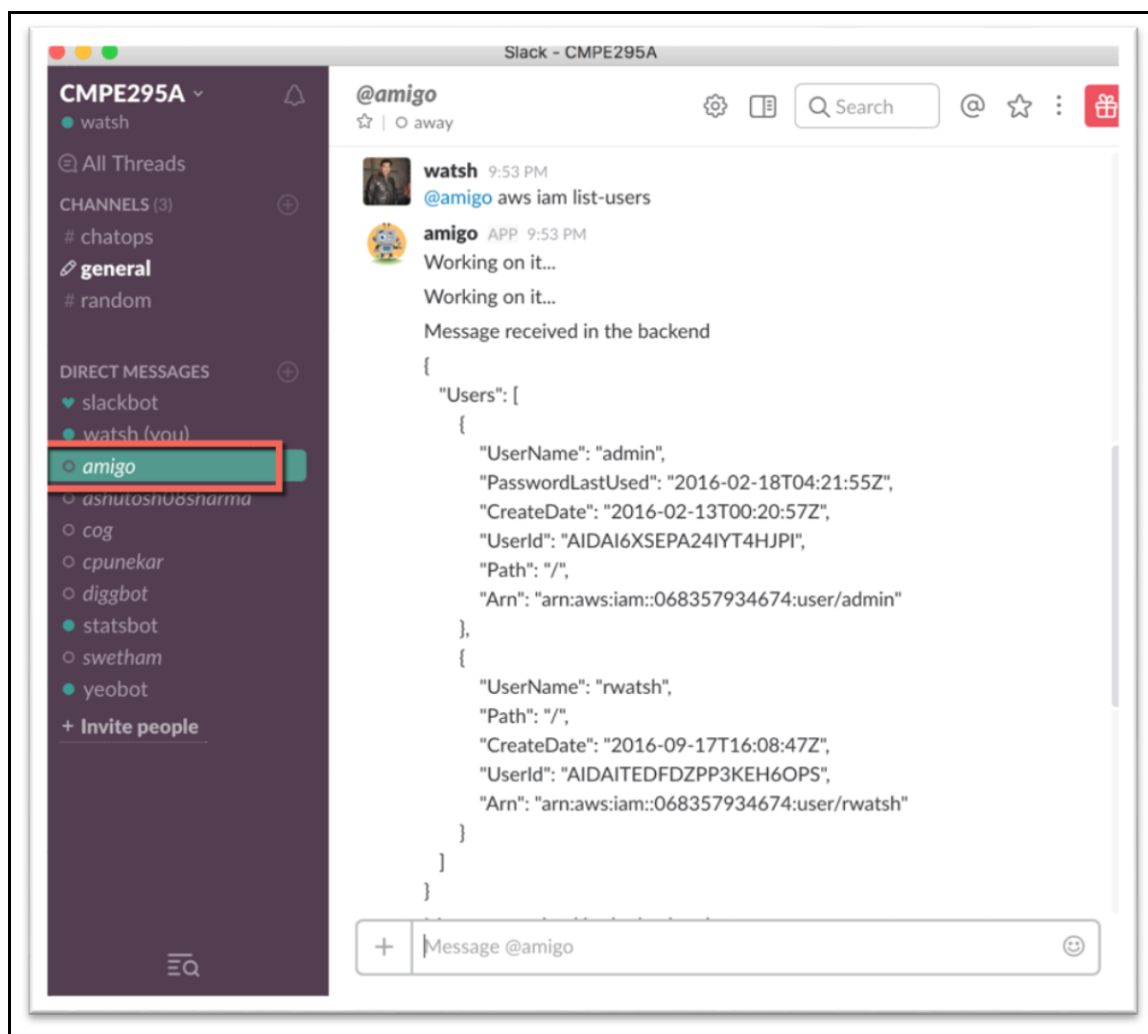 Slack - CMPE295A
CMPE295A
watsh
All Threads
CHANNELS (3)
# chatops
general
# random
DIRECT MESSAGES
slackbot
watsh (you)
amigo
ashutosh08sharma
cog
cpunekar
diggbot
statsbot
swetham
yeobot
+ Invite people
@amigo
away
Search
watsh 9:53 PM
@amigo aws iam list-users
amigo APP 9:53 PM
Working on it...
Working on it...
Message received in the backend
{
"Users": [
{
"UserName": "admin",
"PasswordLastUsed": "2016-02-18T04:21:55Z",
"CreateDate": "2016-02-13T00:20:57Z",
"UserId": "AIDAI6XSEPA24IYT4HJPI",
"Path": "/",
"Arn": "arn:aws:iam::068357934674:user/admin"
},
{
"UserName": "rwatsh",
"Path": "/",
"CreateDate": "2016-09-17T16:08:47Z",
"UserId": "AIDAITEDFDZPP3KEH6OPS",
"Arn": "arn:aws:iam::068357934674:user/rwatsh"
}
]
}
Message @amigo